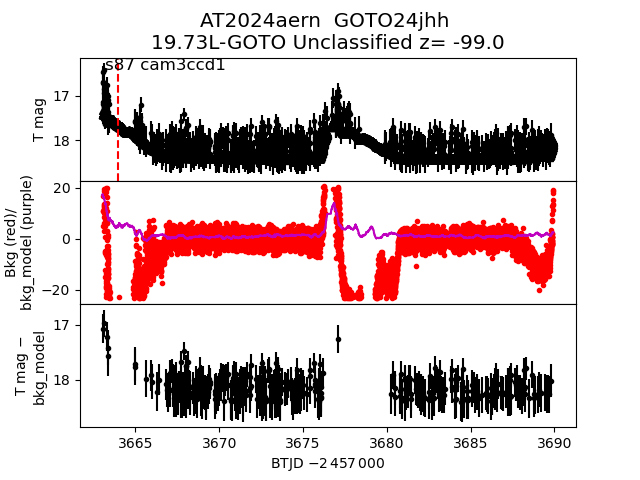 AT2024aern  GOTO24jhh
19.73L-GOTO Unclassified z= -99.0
s87 cam3ccd1
T mag
17
18
Bkg (red)/
bkg_model (purple)
20
0
−20
T mag −
bkg_model
17
18
3665 3670 3675 3680 3685 3690
BTJD −2 457 000